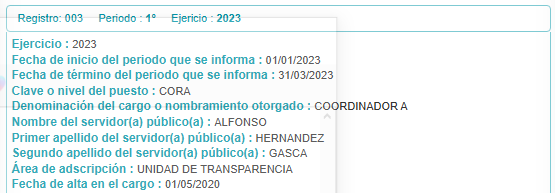 Registro: 003 Periodo : 1º Ejericio : 2023
Ejercicio : 2023
Fecha de inicio del periodo que se informa : 01/01/2023
Fecha de término del periodo que se informa : 31/03/2023
Clave o nivel del puesto : CORA
Denominación del cargo o nombramiento otorgado : COORDINADOR A
Nombre del servidor(a) público(a) : ALFONSO
Primer apellido del servidor(a) público(a) : HERNANDEZ
Segundo apellido del servidor(a) público(a) : GASCA
Área de adscripción : UNIDAD DE TRANSPARENCIA
Fecha de alta en el cargo : 01/05/2020